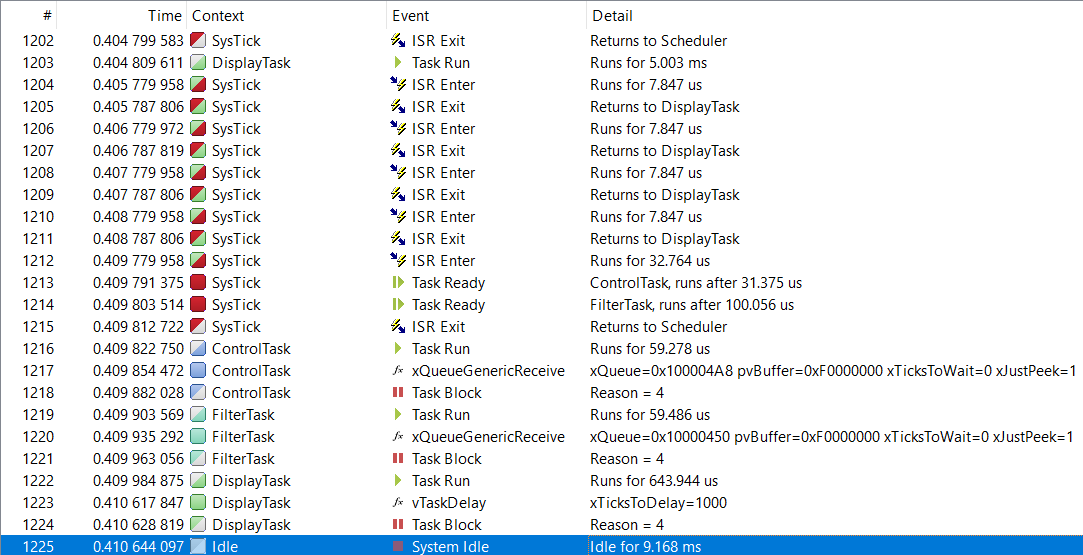 # Time Context Event Detail
1202 0.404 799 583 SysTick ISR Exit Returns to Scheduler
1203 0.404 809 611 DisplayTask Task Run Runs for 5.003 ms
1204 0.405 779 958 SysTick ISR Enter Runs for 7.847 us
1205 0.405 787 806 SysTick ISR Exit Returns to DisplayTask
1206 0.406 779 972 SysTick ISR Enter Runs for 7.847 us
1207 0.406 787 819 SysTick ISR Exit Returns to DisplayTask
1208 0.407 779 958 SysTick ISR Enter Runs for 7.847 us
1209 0.407 787 806 SysTick ISR Exit Returns to DisplayTask
1210 0.408 779 958 SysTick ISR Enter Runs for 7.847 us
1211 0.408 787 806 SysTick ISR Exit Returns to DisplayTask
1212 0.409 779 958 SysTick ISR Enter Runs for 32.764 us
1213 0.409 791 375 SysTick Task Ready ControlTask, runs after 31.375 us
1214 0.409 803 514 SysTick Task Ready FilterTask, runs after 100.056 us
1215 0.409 812 722 SysTick ISR Exit Returns to Scheduler
1216 0.409 822 750 ControlTask Task Run Runs for 59.278 us
1217 0.409 854 472 ControlTask fx xQueueGenericReceive xQueue=0x100004A8 pvBuffer=0xF0000000 xTicksToWait=0 xJustPeek=1
1218 0.409 882 028 ControlTask Task Block Reason = 4
1219 0.409 903 569 FilterTask Task Run Runs for 59.486 us
1220 0.409 935 292 FilterTask fx xQueueGenericReceive xQueue=0x10000450 pvBuffer=0xF0000000 xTicksToWait=0 xJustPeek=1
1221 0.409 963 056 FilterTask Task Block Reason = 4
1222 0.409 984 875 DisplayTask Task Run Runs for 643.944 us
1223 0.410 617 847 DisplayTask fx vTaskDelay xTicksToDelay=1000
1224 0.410 628 819 DisplayTask Task Block Reason = 4
1225 0.410 644 097 Idle System Idle Idle for 9.168 ms